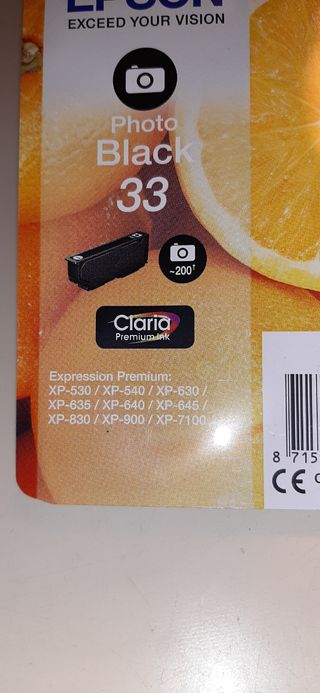 EPSON
EXCEED YOUR VISION
Photo
Black
33
~200†
Claria
Premium Ink
Expression Premium:
XP-530 / XP-540 / XP-630 /
XP-635 / XP-640 / XP-645 /
XP-830 / XP-900 / XP-7100
8 715
CE